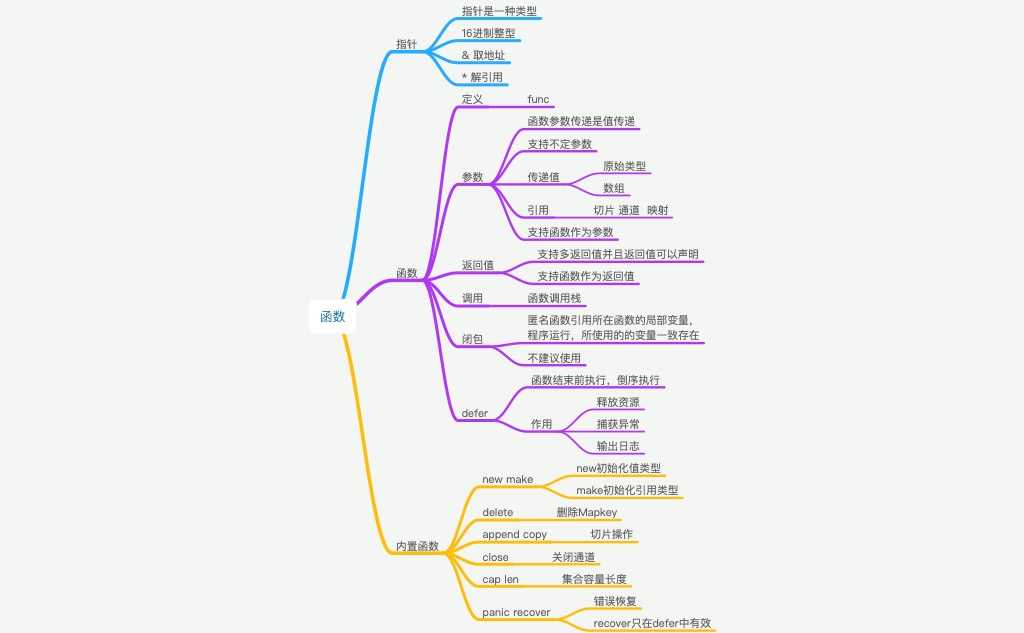 函数
指针
指针是一种类型
16进制整型
& 取地址
* 解引用
函数
定义
func
参数
函数参数传递是值传递
支持不定参数
传递值
原始类型
数组
引用
切片 通道 映射
支持函数作为参数
返回值
支持多返回值并且返回值可以声明
支持函数作为返回值
调用
函数调用栈
闭包
匿名函数引用所在函数的局部变量，
程序运行，所使用的的变量一致存在
不建议使用
defer
函数结束前执行，倒序执行
作用
释放资源
捕获异常
输出日志
内置函数
new make
new初始化值类型
make初始化引用类型
delete
删除Mapkey
append copy
切片操作
close
关闭通道
cap len
集合容量长度
panic recover
错误恢复
recover只在defer中有效